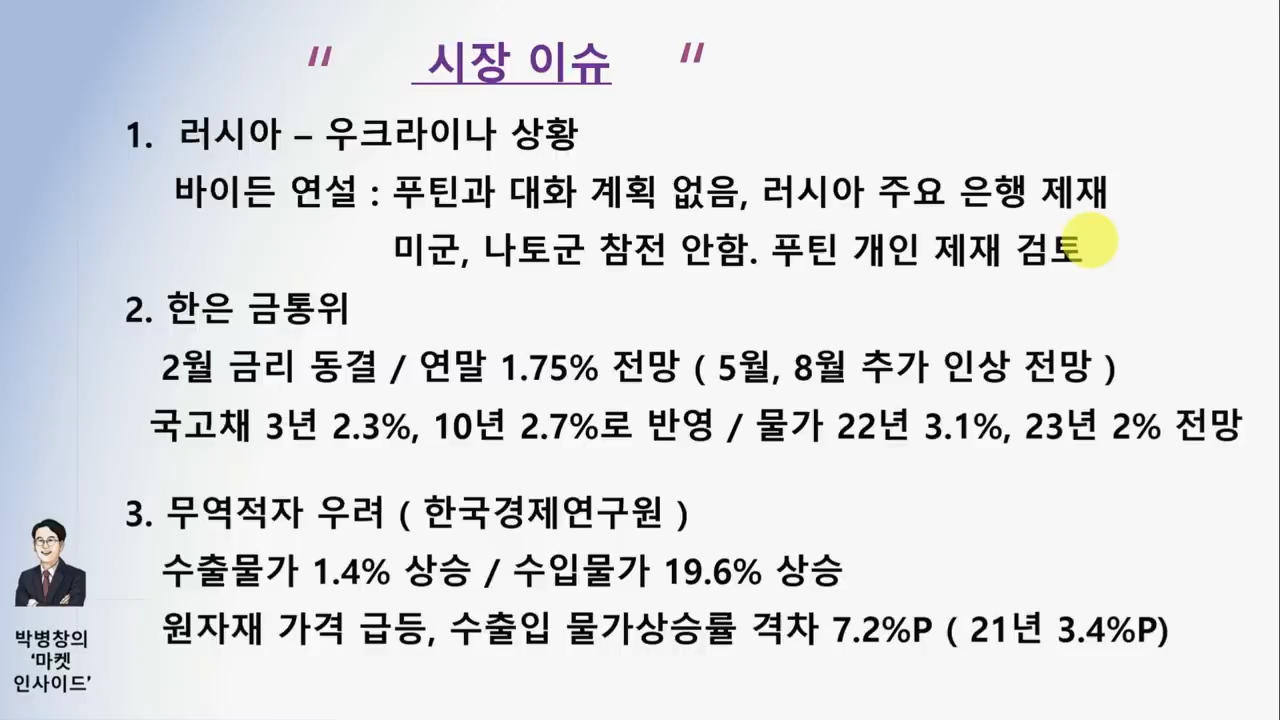 " 시장 이슈 "
1. 러시아 – 우크라이나 상황
바이든 연설 : 푸틴과 대화 계획 없음, 러시아 주요 은행 제재
미군, 나토군 참전 안함. 푸틴 개인 제재 검토
2. 한은 금통위
2월 금리 동결 / 연말 1.75% 전망 ( 5월, 8월 추가 인상 전망 )
국고채 3년 2.3%, 10년 2.7%로 반영 / 물가 22년 3.1%, 23년 2% 전망
3. 무역적자 우려 ( 한국경제연구원 )
수출물가 1.4% 상승 / 수입물가 19.6% 상승
원자재 가격 급등, 수출입 물가상승률 격차 7.2%P ( 21년 3.4%P)
박병창의
‘마켓
인사이드’